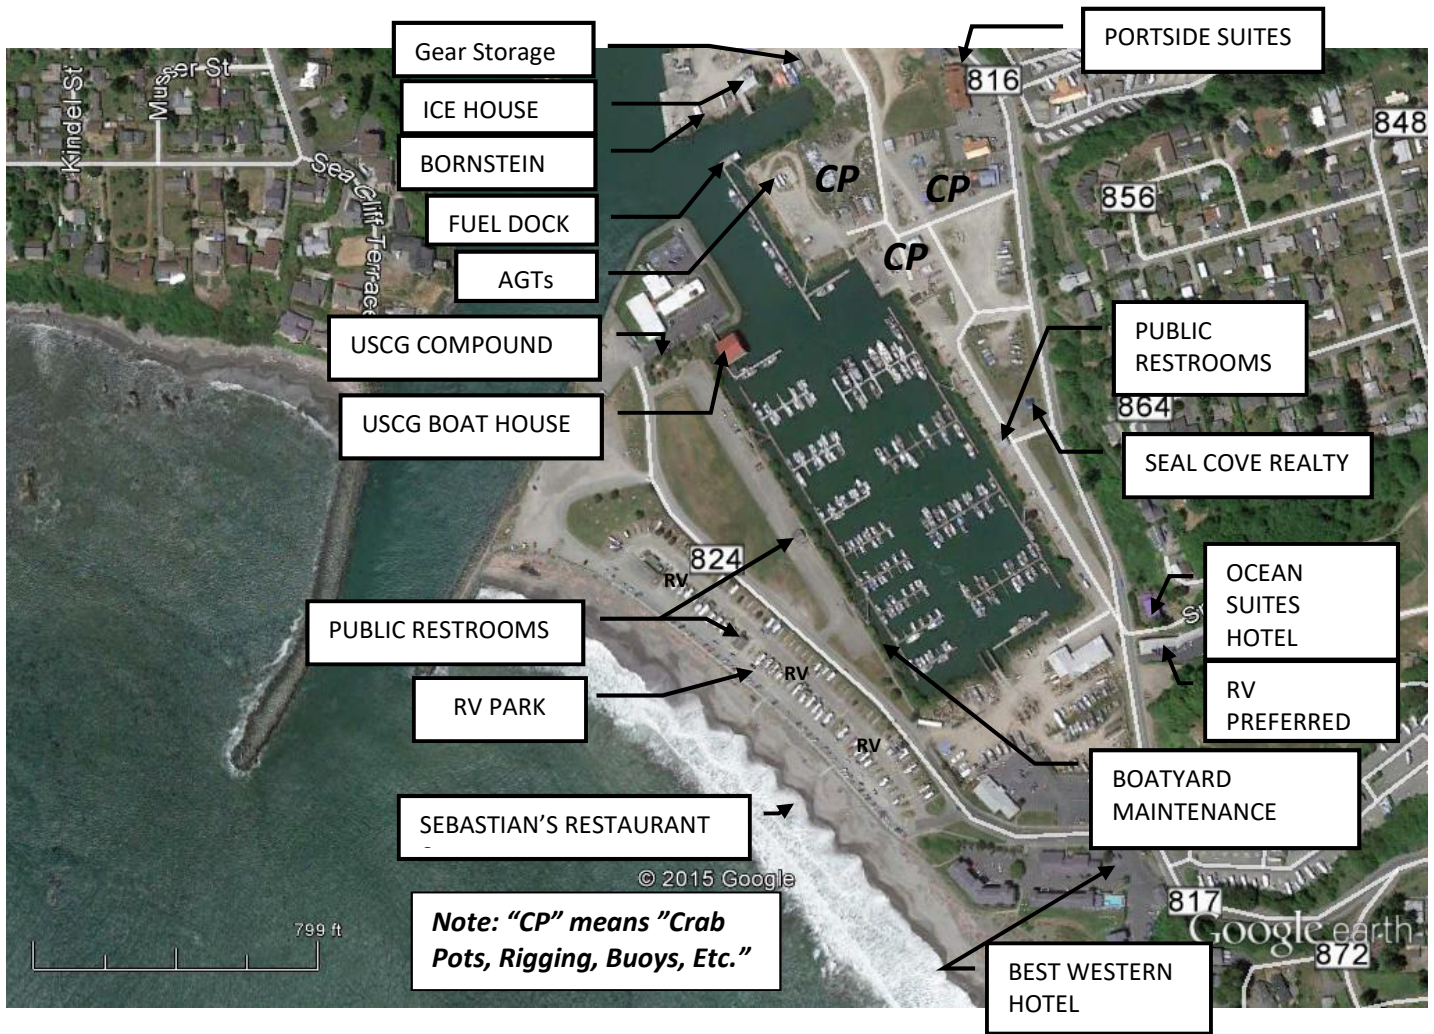 PORTSIDE SUITES
Gear Storage
ICE HOUSE
BORNSTEIN
FUEL DOCK
AGTs
USCG COMPOUND
USCG BOAT HOUSE
PUBLIC RESTROOMS
RV PARK
SEBASTIAN'S RESTAURANT
Note: “CP” means ”Crab
Pots, Rigging, Buoys, Etc.”
PUBLIC
RESTROOMS
SEAL COVE REALTY
OCEAN
SUITES
HOTEL
RV
PREFERRED
BOATYARD
MAINTENANCE
BEST WESTERN
HOTEL
Kindel St
Musser St
Sea Cliff Terrace
CP
CP
CP
RV
RV
RV
816
848
856
864
824
817
872
799 ft
© 2015 Google
Google earth